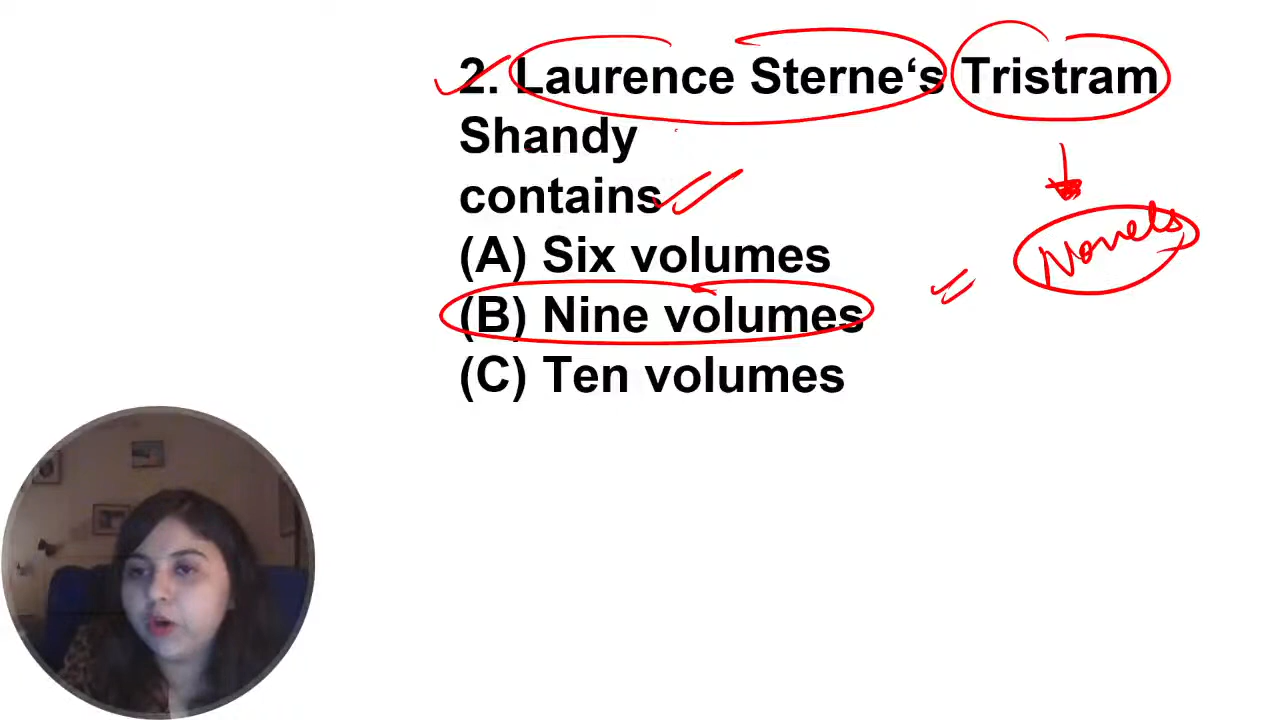 2. Laurence Sterne‘s Tristram
Shandy
contains
(A) Six volumes
(B) Nine volumes
(C) Ten volumes
Novels